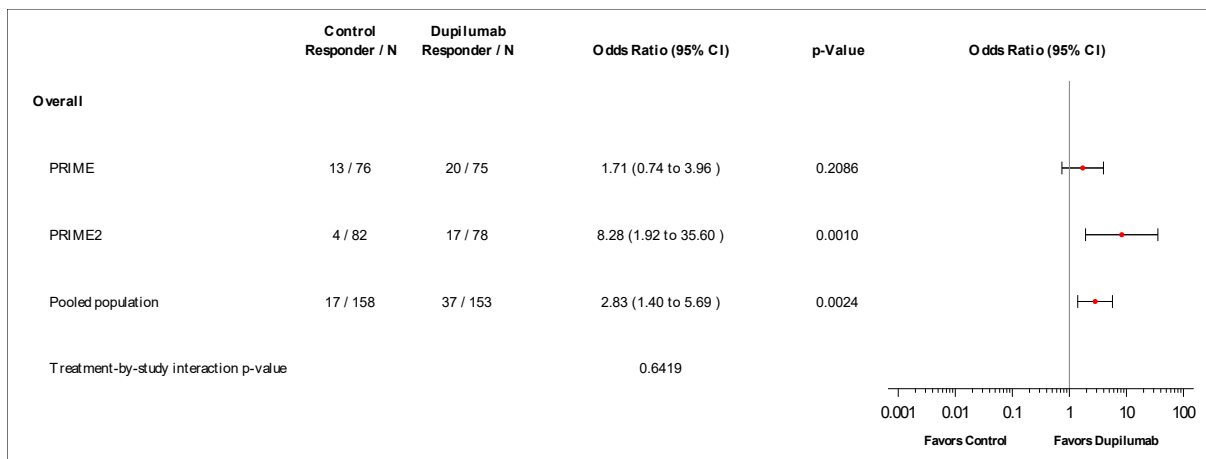 Control Dupilumab
Responder / N Responder / N Odds Ratio (95% CI) p-Value Odds Ratio (95% CI)
Overall
PRIME 13 / 76 20 / 75 1.71 (0.74 to 3.96 ) 0.2086
PRIME2 4 / 82 17 / 78 8.28 (1.92 to 35.60 ) 0.0010
Pooled population 17 / 158 37 / 153 2.83 (1.40 to 5.69 ) 0.0024
Treatment-by-study interaction p-value 0.6419
0.001 0.01 0.1 1 10 100
Favors Control Favors Dupilumab